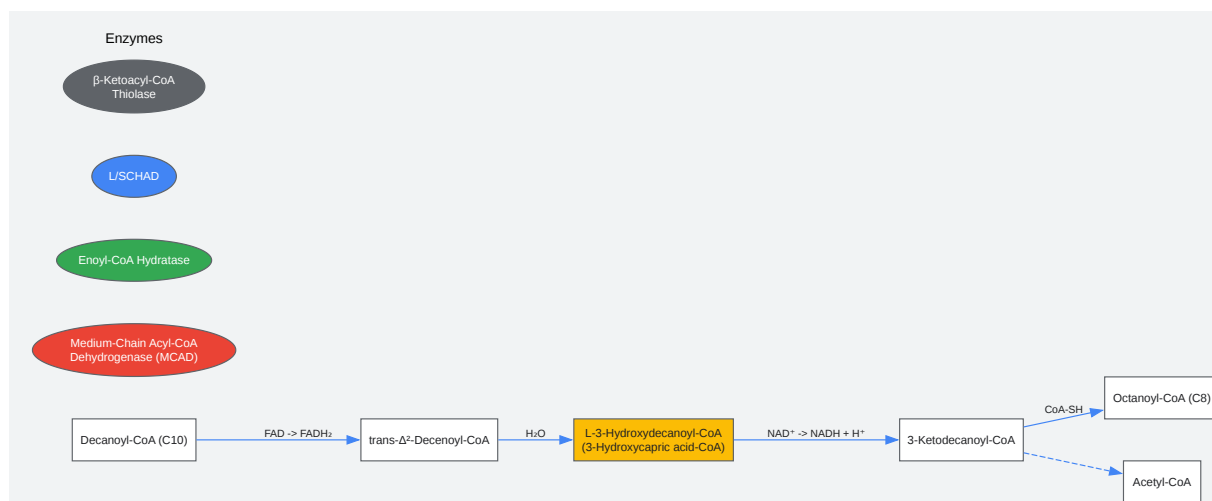 Enzymes
β-Ketoacyl-CoA
Thiolase
L/SCHAD
Enoyl-CoA Hydratase
Medium-Chain Acyl-CoA
Dehydrogenase (MCAD)
Decanoyl-CoA (C10)
FAD -> FADH₂
trans-Δ²-Decenoyl-CoA
H₂O
L-3-Hydroxydecanoyl-CoA
(3-Hydroxycapric acid-CoA)
NAD⁺ -> NADH + H⁺
3-Ketodecanoyl-CoA
CoA-SH
Octanoyl-CoA (C8)
Acetyl-CoA